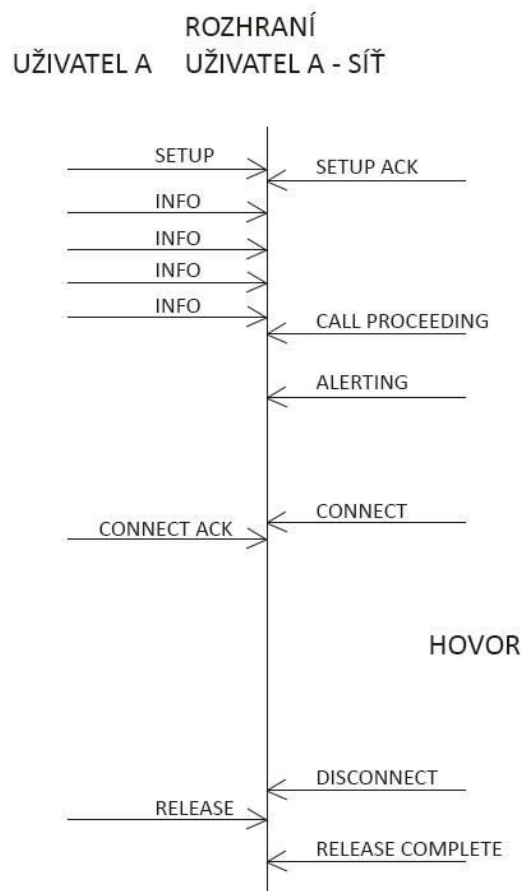 ROZHRANÍ
UŽIVATEL A UŽIVATEL A - SÍŤ
SETUP
SETUP ACK
INFO
INFO
INFO
INFO
CALL PROCEEDING
ALERTING
CONNECT
CONNECT ACK
HOVOR
DISCONNECT
RELEASE
RELEASE COMPLETE